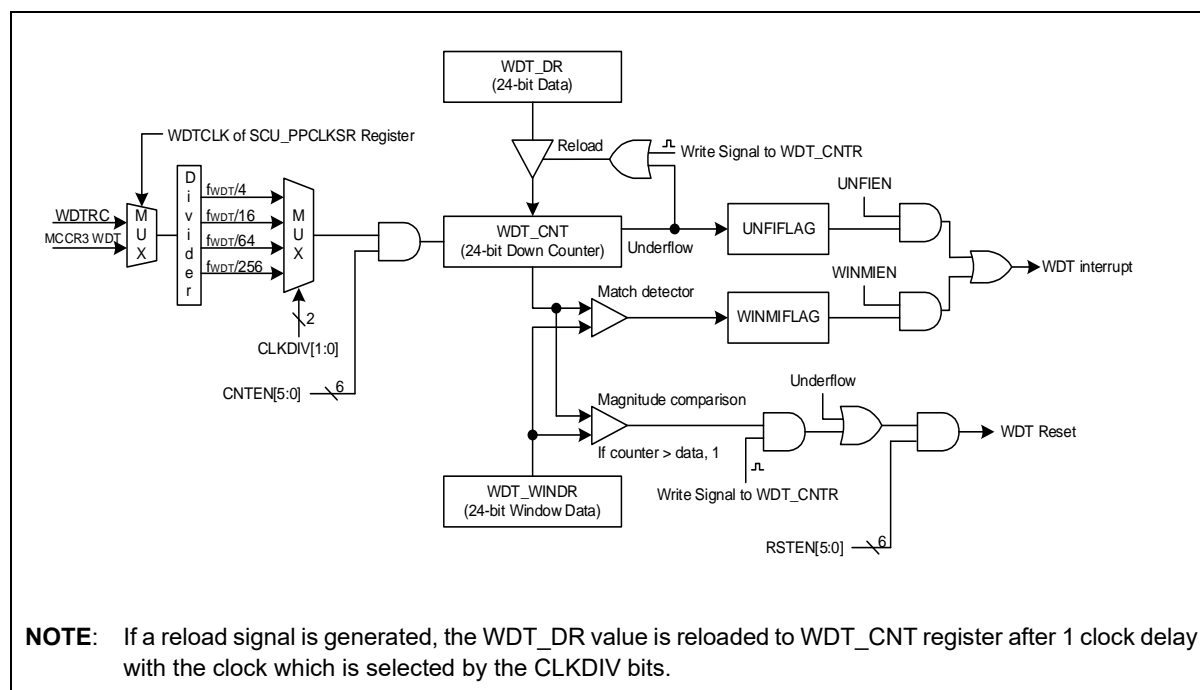 WDT_DR
(24-bit Data)
WDTCLK of SCU_PPCLKSR Register
Reload
Write Signal to WDT_CNTR
WDTRC
MCCR3 WDT
MUX
Divider
fWDT/4
fWDT/16
fWDT/64
fWDT/256
MUX
2
CLKDIV[1:0]
CNTEN[5:0]
6
WDT_CNT
(24-bit Down Counter)
Underflow
UNFIFLAG
UNFIEN
WDT interrupt
Match detector
WINMIFLAG
WINMIEN
Magnitude comparison
If counter > data, 1
Underflow
WDT Reset
Write Signal to WDT_CNTR
WDT_WINDR
(24-bit Window Data)
RSTEN[5:0]
6
NOTE: If a reload signal is generated, the WDT_DR value is reloaded to WDT_CNT register after 1 clock delay
with the clock which is selected by the CLKDIV bits.